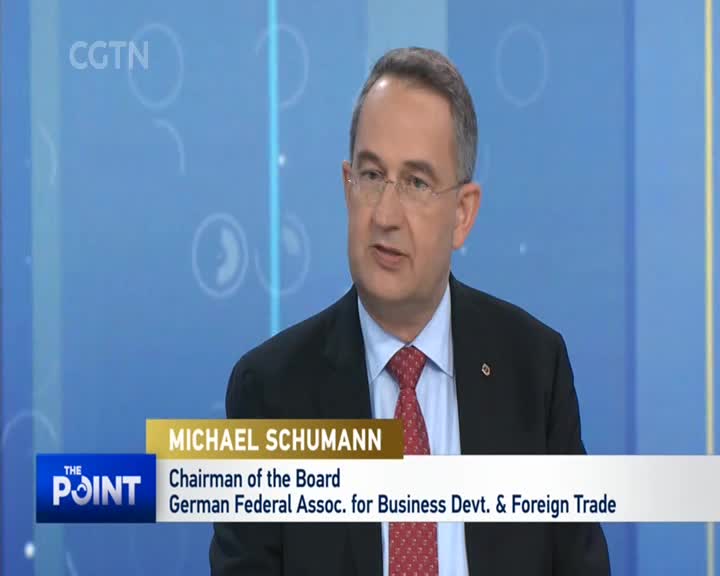 CGTN
MICHAEL SCHUMANN
THE
POINT
Chairman of the Board
German Federal Assoc. for Business Devt. & Foreign Trade